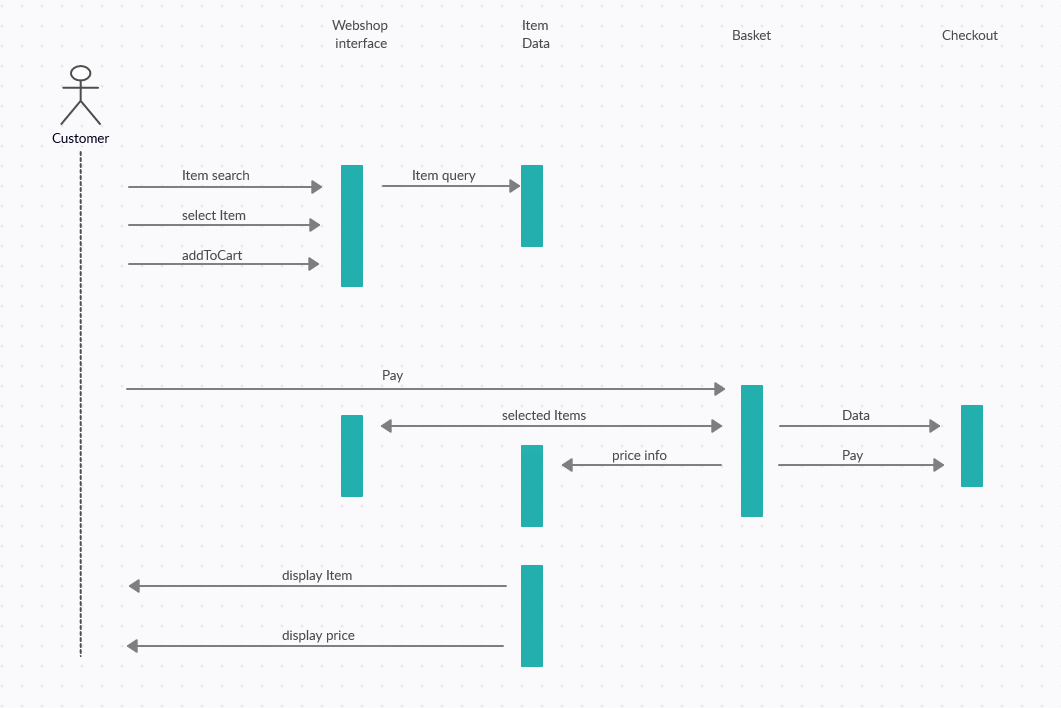 Webshop
interface
Item
Data
Basket
Checkout
Customer
Item search
Item query
select Item
addToCart
Pay
selected Items
Data
price info
Pay
display Item
display price